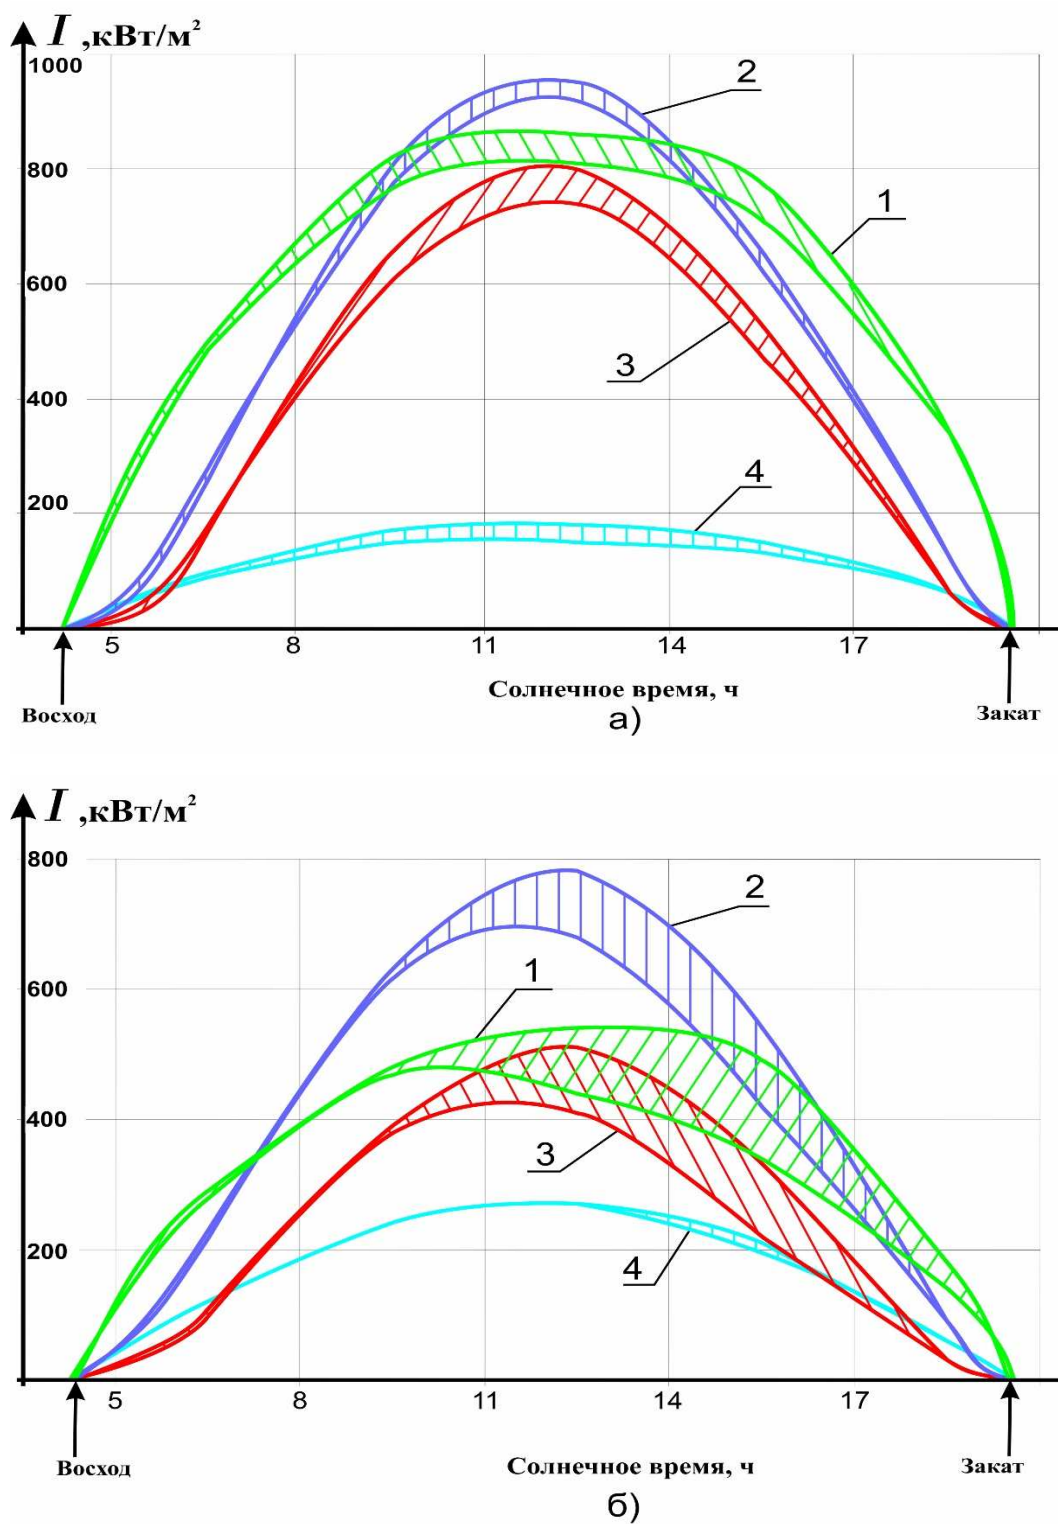 I ,кВт/м²
1000
2
800
1
600
3
400
4
200
5 8 11 14 17
Солнечное время, ч
Восход
Закат
а)
I ,кВт/м²
800
2
1
600
400
3
200
4
5 8 11 14 17
Восход
Солнечное время, ч
Закат
б)